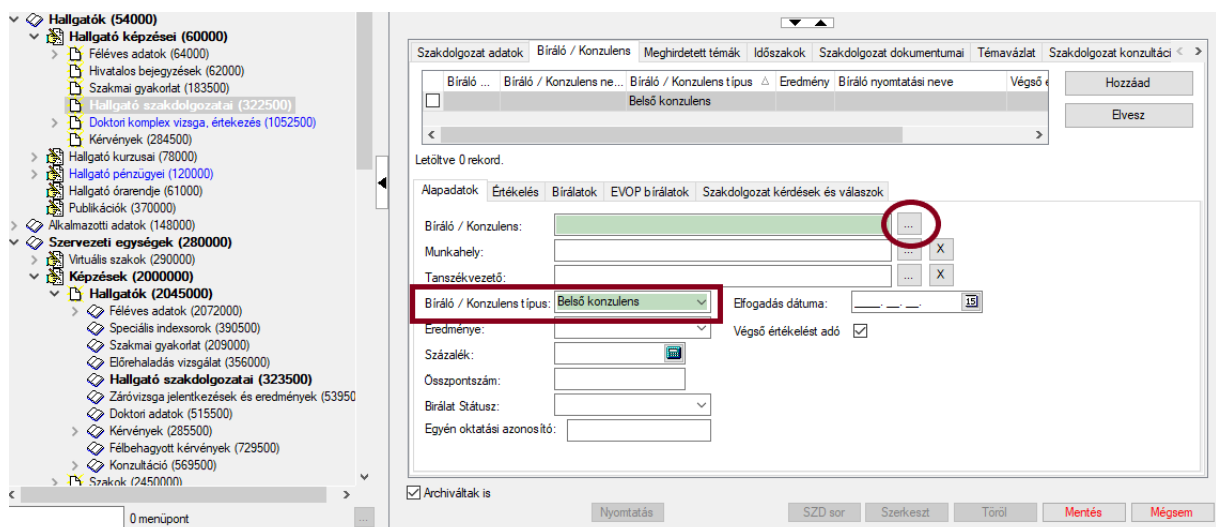 Hallgatók (54000)
Hallgató képzései (60000)
Féléves adatok (64000)
Hivatalos bejegyzések (62000)
Szakmai gyakorlat (183500)
Hallgató szakdolgozatai (322500)
Doktori komplex vizsga, értekezés (1052500)
Kérvények (284500)
Hallgató kurzusai (78000)
Hallgató pénzügyei (120000)
Hallgató órarendje (61000)
Publikációk (370000)
Alkalmazotti adatok (148000)
Szervezeti egységek (280000)
Virtuális szakok (290000)
Képzések (2000000)
Hallgatók (2045000)
Féléves adatok (2072000)
Speciális indexsorok (390500)
Szakmai gyakorlat (209000)
Előrehaladás vizsgálat (356000)
Hallgató szakdolgozatai (323500)
Záróvizsga jelentkezések és eredmények (53950
Doktori adatok (515500)
Kérvények (285500)
Félbehagyott kérvények (729500)
Konzultáció (569500)
Szakok (2450000)
0 menüpont ...
Szakdolgozat adatok Bíráló / Konzulens Meghirdetett témák Időszakok Szakdolgozat dokumentumai Témavázlat Szakdolgozat konzultáci
Bíráló ... Bíráló / Konzulens ne... Bíráló / Konzulens típus Eredmény Bíráló nyomtatási neve Végső é
Belső konzulens
Hozzáad
Elvesz
Letöltve 0 rekord.
Alapadatok Értékelés Bírálatok EVOP bírálatok Szakdolgozat kérdések és válaszok
Bíráló / Konzulens: ...
Munkahely: ... X
Tanszékvezető: ... X
Bíráló / Konzulens típus: Belső konzulens Elfogadás dátuma: ____. __. __. 15
Eredménye: Végső értékelést adó
Százalék:
Összpontszám:
Bírálat Státusz:
Egyén oktatási azonosító:
Archiváltak is
Nyomtatás SZD sor Szerkeszt Töröl Mentés Mégsem